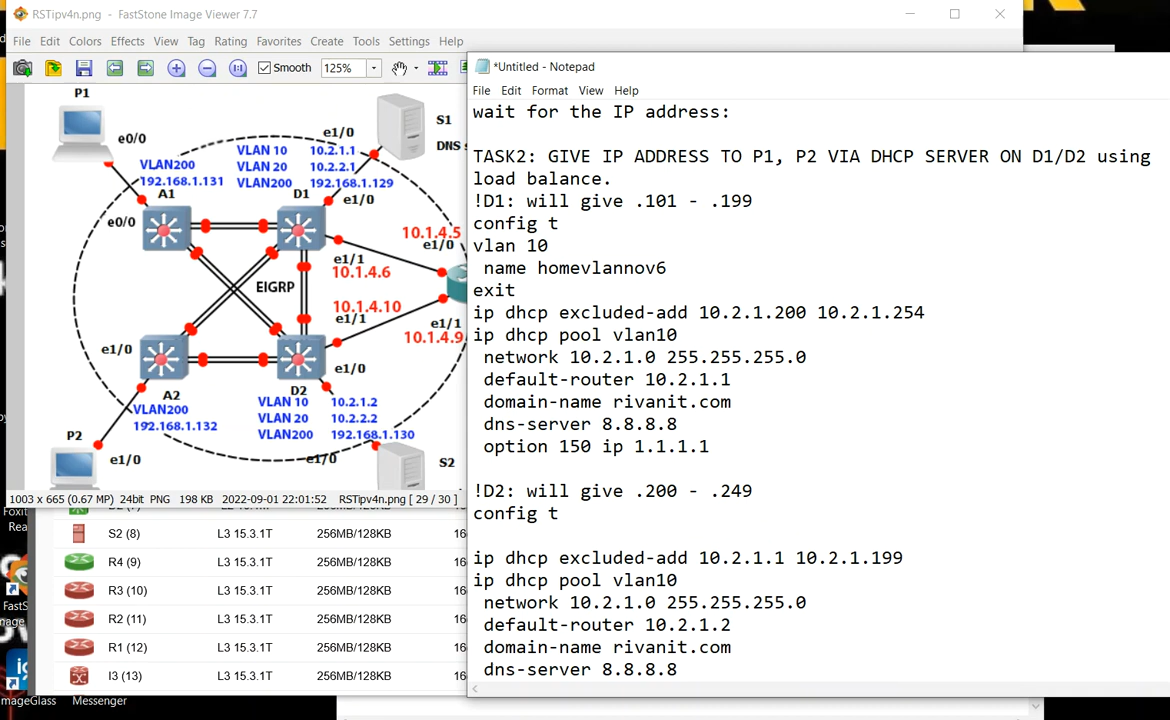 RSTipv4n.png - FastStone Image Viewer 7.7
File Edit Colors Effects View Tag Rating Favorites Create Tools Settings Help
Smooth 125%
P1
e0/0
e1/0
S1
DNS
VLAN 10 10.2.1.1
VLAN 20 10.2.2.1
VLAN200 192.168.1.129
VLAN200
192.168.1.131
A1
D1
e1/0
e0/0
10.1.4.5
e1/0
e1/1
10.1.4.6
EIGRP
10.1.4.10
e1/1
e1/1
10.1.4.9
e1/0
e1/0
A2
D2
VLAN200
192.168.1.132
VLAN 10 10.2.1.2
VLAN 20 10.2.2.2
VLAN200 192.168.1.130
P2
e1/0
e1/0
S2
1003 x 665 (0.67 MP) 24bit PNG 198 KB 2022-09-01 22:01:52 RSTipv4n.png [ 29 / 30 ]
S2 (8) L3 15.3.1T 256MB/128KB 16
R4 (9) L3 15.3.1T 256MB/128KB 16
R3 (10) L3 15.3.1T 256MB/128KB 16
R2 (11) L3 15.3.1T 256MB/128KB 16
R1 (12) L3 15.3.1T 256MB/128KB 16
I3 (13) L3 15.3.1T 256MB/128KB 16
Foxit
Rea
FastS
mage
ImageGlass Messenger
*Untitled - Notepad
File Edit Format View Help
wait for the IP address:
TASK2: GIVE IP ADDRESS TO P1, P2 VIA DHCP SERVER ON D1/D2 using
load balance.
!D1: will give .101 - .199
config t
vlan 10
name homevlannov6
exit
ip dhcp excluded-add 10.2.1.200 10.2.1.254
ip dhcp pool vlan10
network 10.2.1.0 255.255.255.0
default-router 10.2.1.1
domain-name rivanit.com
dns-server 8.8.8.8
option 150 ip 1.1.1.1
!D2: will give .200 - .249
config t
ip dhcp excluded-add 10.2.1.1 10.2.1.199
ip dhcp pool vlan10
network 10.2.1.0 255.255.255.0
default-router 10.2.1.2
domain-name rivanit.com
dns-server 8.8.8.8